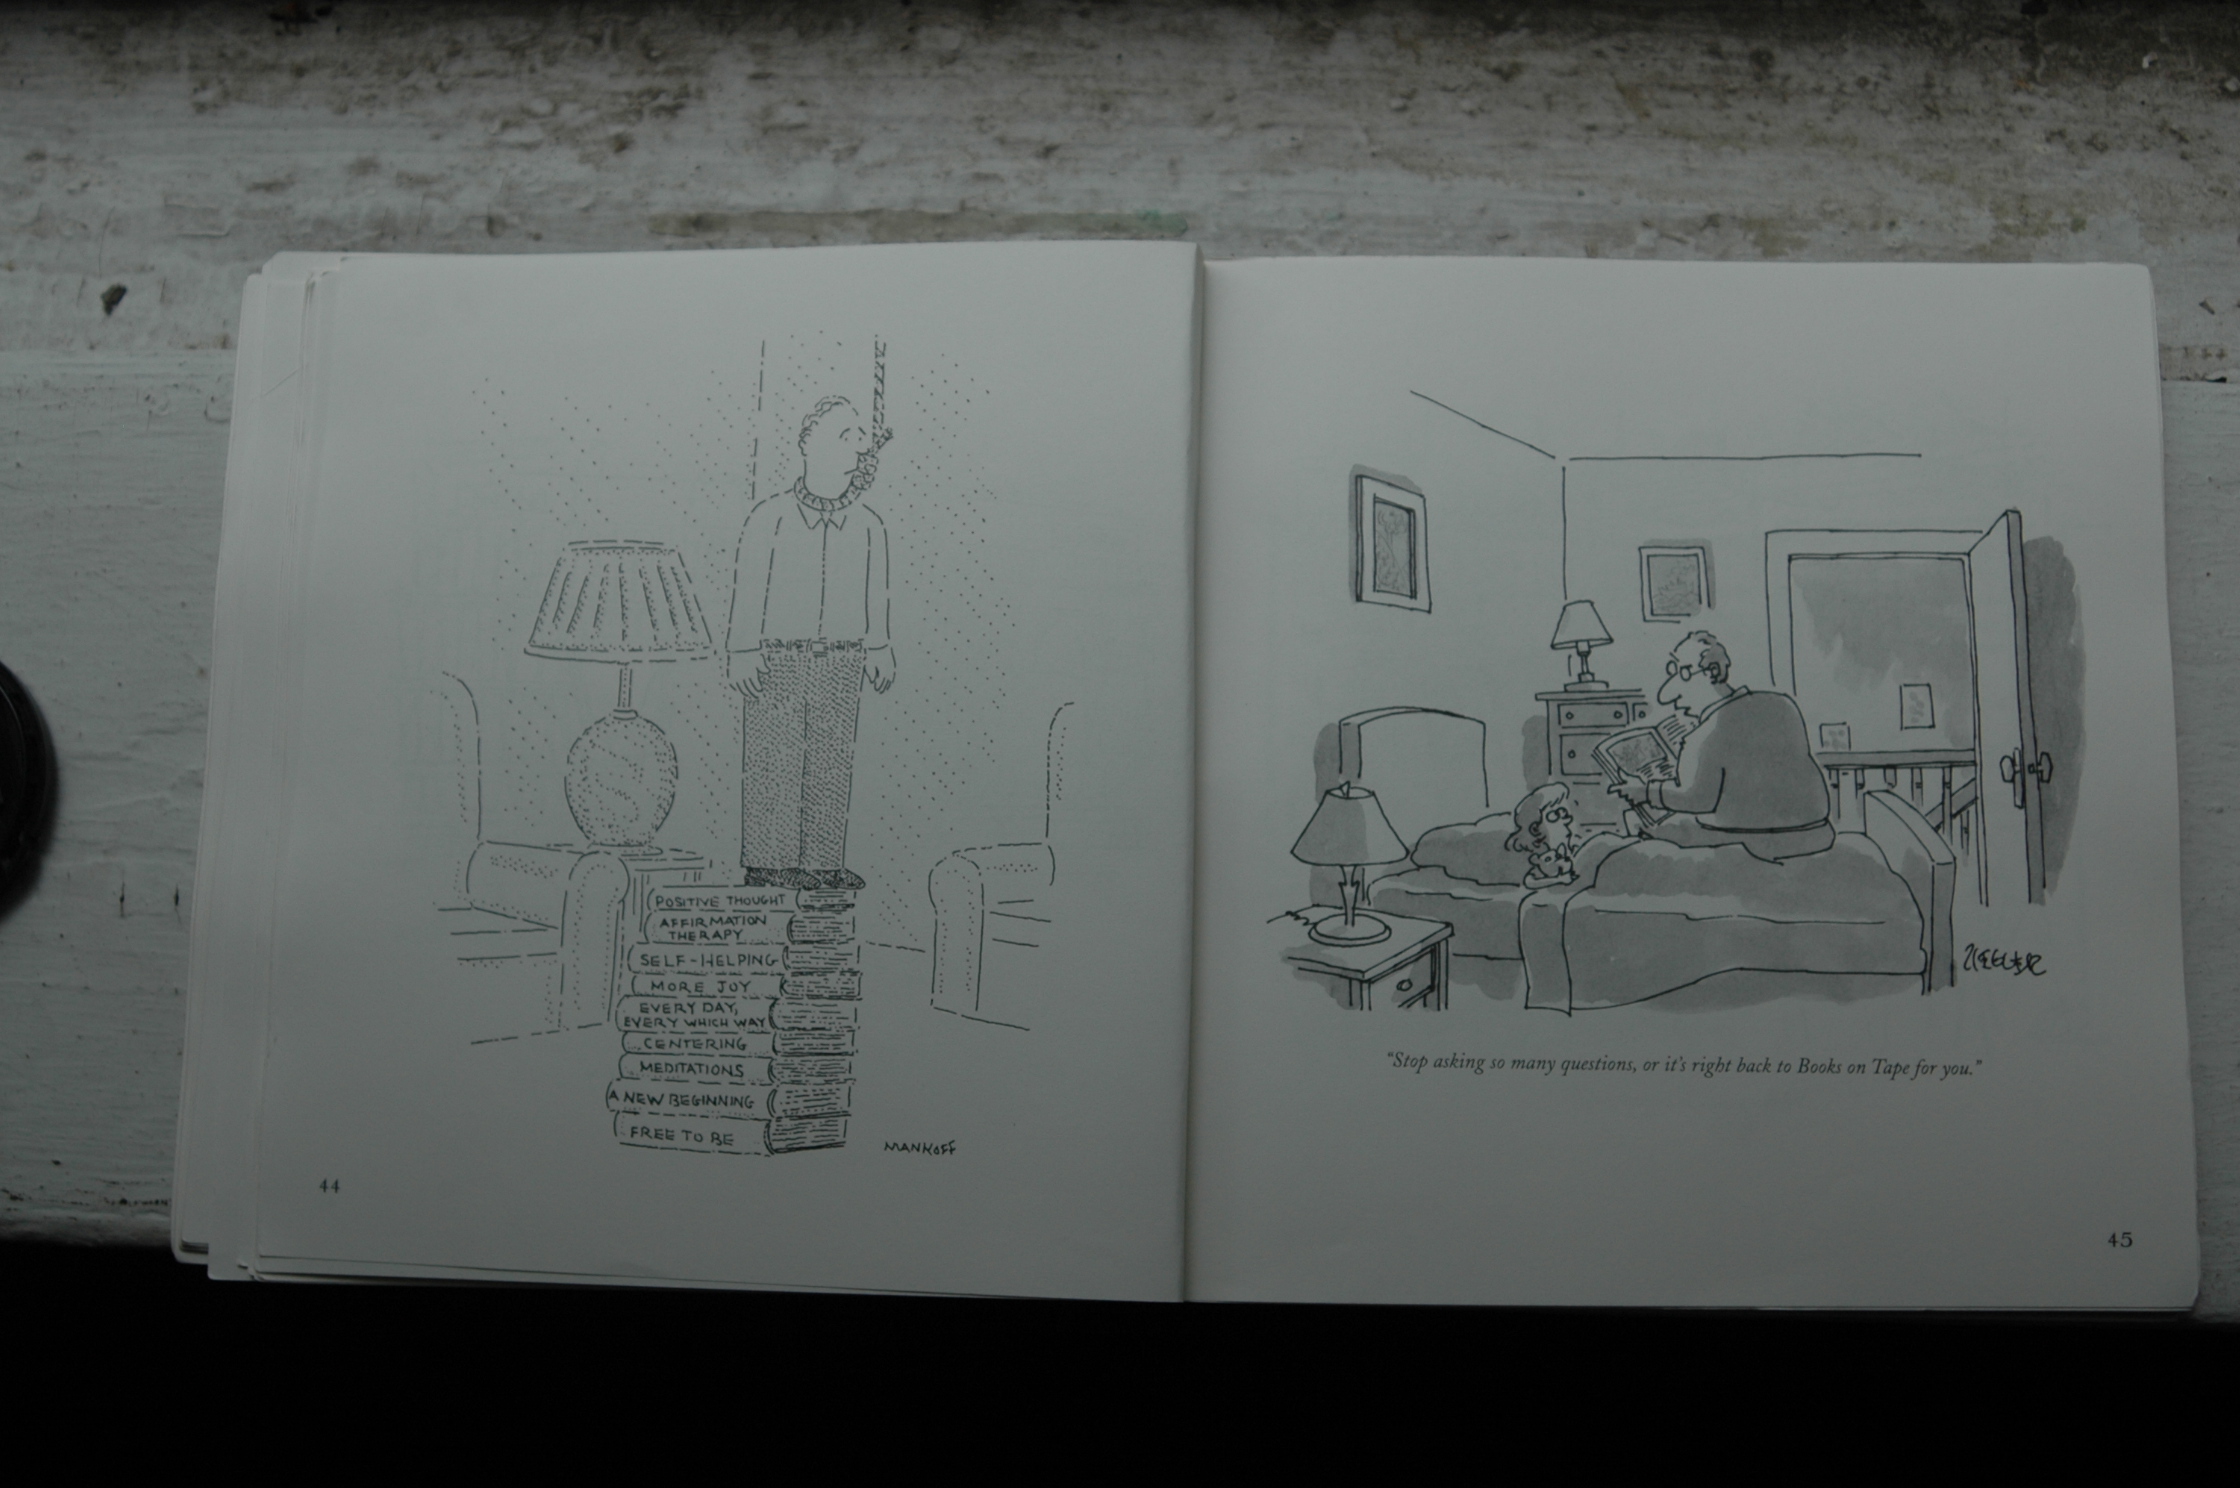 POSITIVE THOUGHT
AFFIRMATION
THERAPY
SELF-HELPING
MORE JOY
EVERY DAY,
EVERY WHICH WAY
CENTERING
MEDITATIONS
A NEW BEGINNING
FREE TO BE
MANKOFF
44
ZIEGLER
"Stop asking so many questions, or it's right back to Books on Tape for you."
45